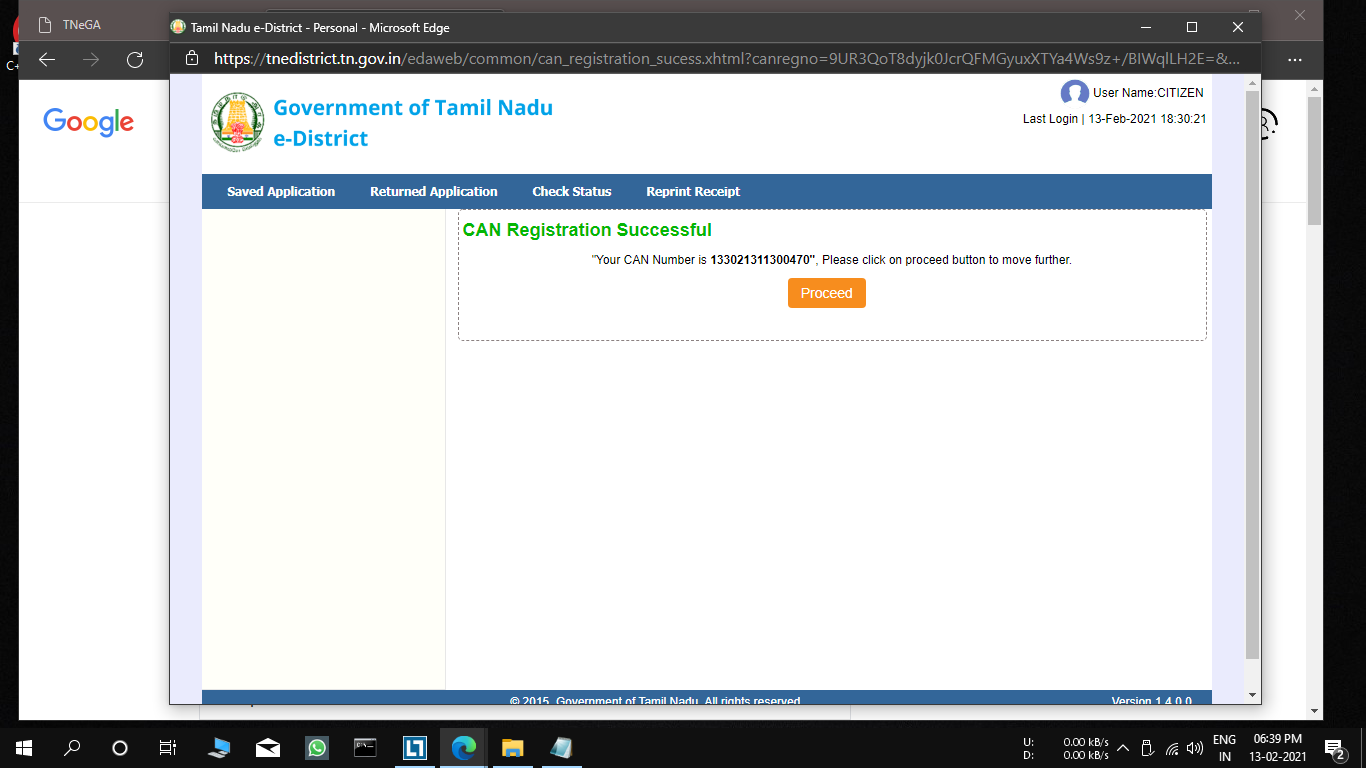 TNeGA
Tamil Nadu e-District - Personal - Microsoft Edge
https://tnedistrict.tn.gov.in/edaweb/common/can_registration_sucess.xhtml?canregno=9UR3QoT8dyjk0JcrQFMGyuxXTYa4Ws9z+/BIWqlLH2E=&...
Google
Government of Tamil Nadu
e-District
User Name:CITIZEN
Last Login | 13-Feb-2021 18:30:21
Saved Application Returned Application Check Status Reprint Receipt
CAN Registration Successful
"Your CAN Number is 133021311300470", Please click on proceed button to move further.
Proceed
© 2015, Government of Tamil Nadu. All rights reserved
Version 1.4.0.0
U: 0.00 kB/s
D: 0.00 kB/s
ENG
IN
06:39 PM
13-02-2021
2